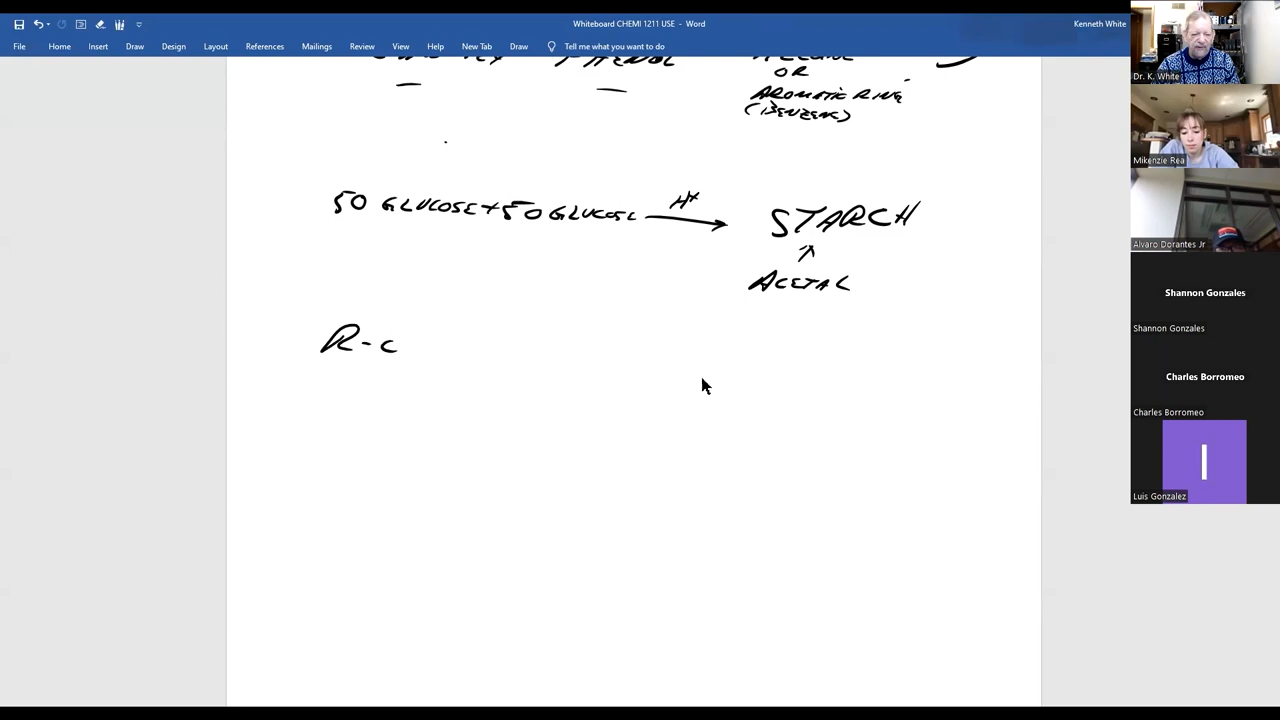 Whiteboard CHEMI 1211 USE - Word
Kenneth White
File Home Insert Draw Design Layout References Mailings Review View Help New Tab Draw Tell me what you want to do
PHENOL
OR
AROMATIC RING
(BENZENE)
50 GLUCOSE + 50 GLUCOSE H+ STARCH
ACETAL
R-C
Dr. K. White
Mikenzie Rea
Alvaro Dorantes Jr
Shannon Gonzales
Shannon Gonzales
Charles Borromeo
Charles Borromeo
I
Luis Gonzalez